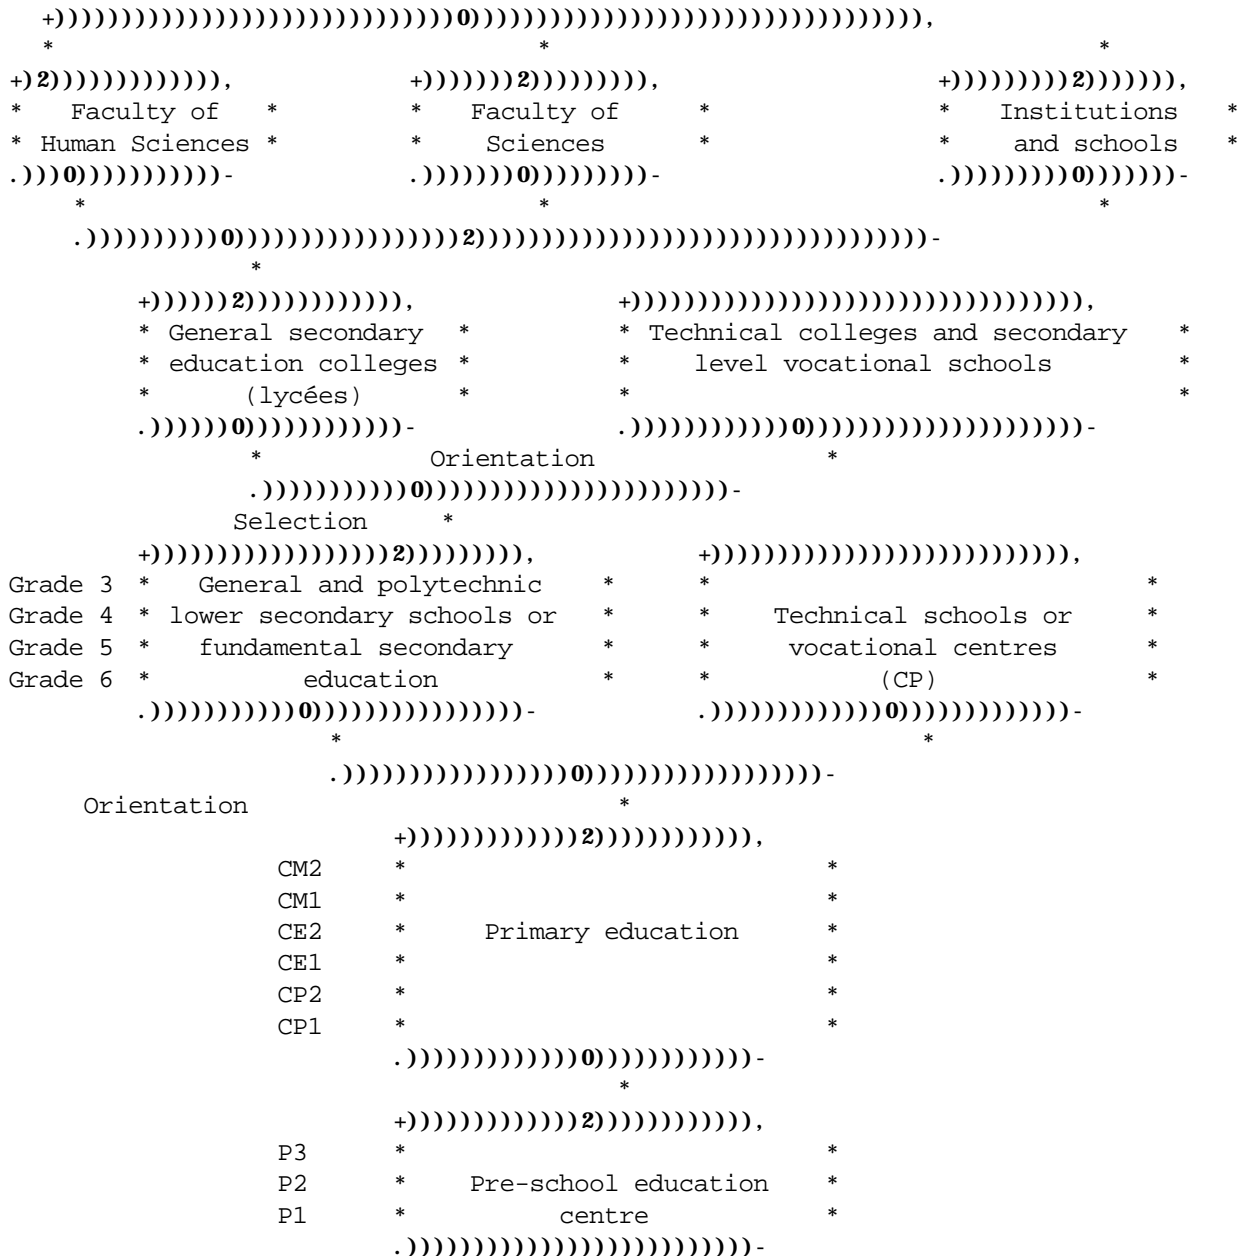 Faculty of Faculty of Institutions
Human Sciences Sciences and schools
General secondary Technical colleges and secondary
education colleges level vocational schools
(lycées)
Orientation
Selection
Grade 3 General and polytechnic
Grade 4 lower secondary schools or Technical schools or
Grade 5 fundamental secondary vocational centres
Grade 6 education (CP)
Orientation
CM2
CM1
CE2 Primary education
CE1
CP2
CP1
P3
P2 Pre-school education
P1 centre